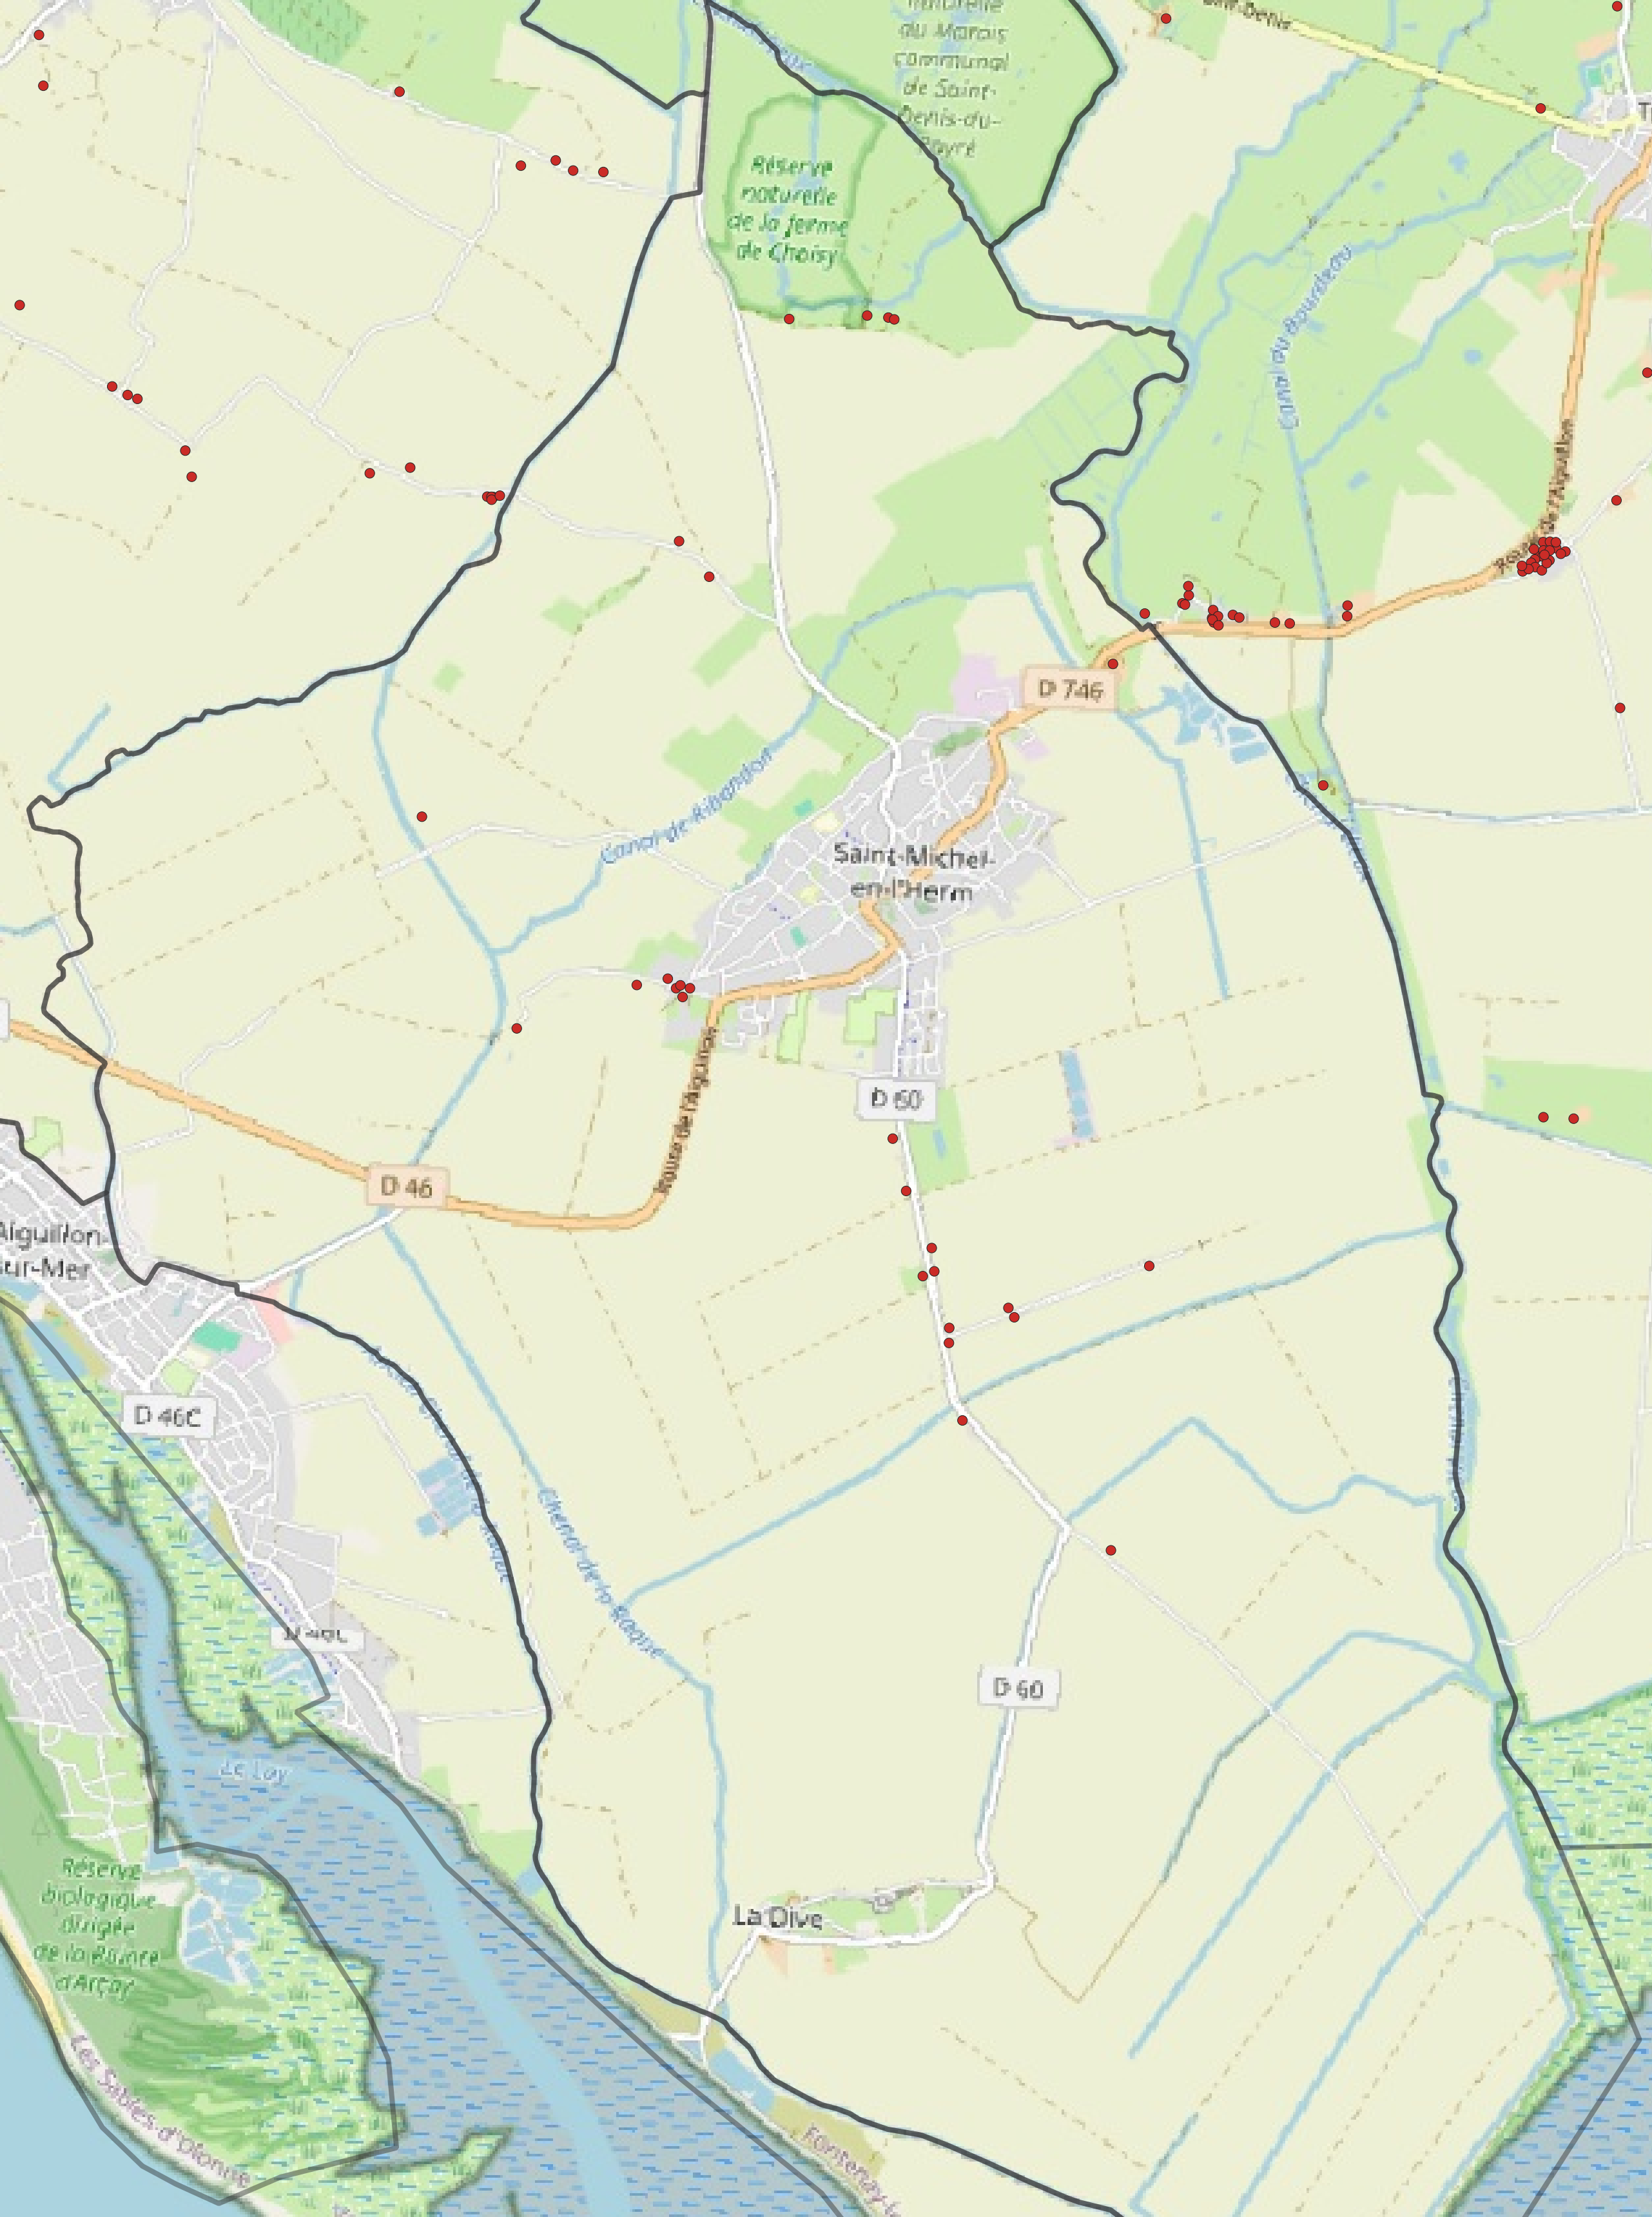 du Marais
communal
de Saint-
Denis-du-
Payré
Réserve
naturelle
de la ferme
de Choisy
Canal du Bourdeau
Route de l'Aiguillon
D 746
Canal de Ribandon
Saint-Michel-
en-l'Herm
D 60
Route de l'Aiguillon
D 46
Aiguillon-
sur-Mer
D 46C
Chenal de la Raque
D 46C
D 60
Le Lay
La Dive
Réserve
biologique
dirigée
de la Pointe
d'Arçay
Les Sables-d'Olonne
Fontenay-l